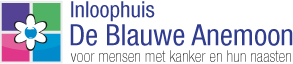 Inloophuis
De Blauwe Anemoon
voor mensen met kanker en hun naasten